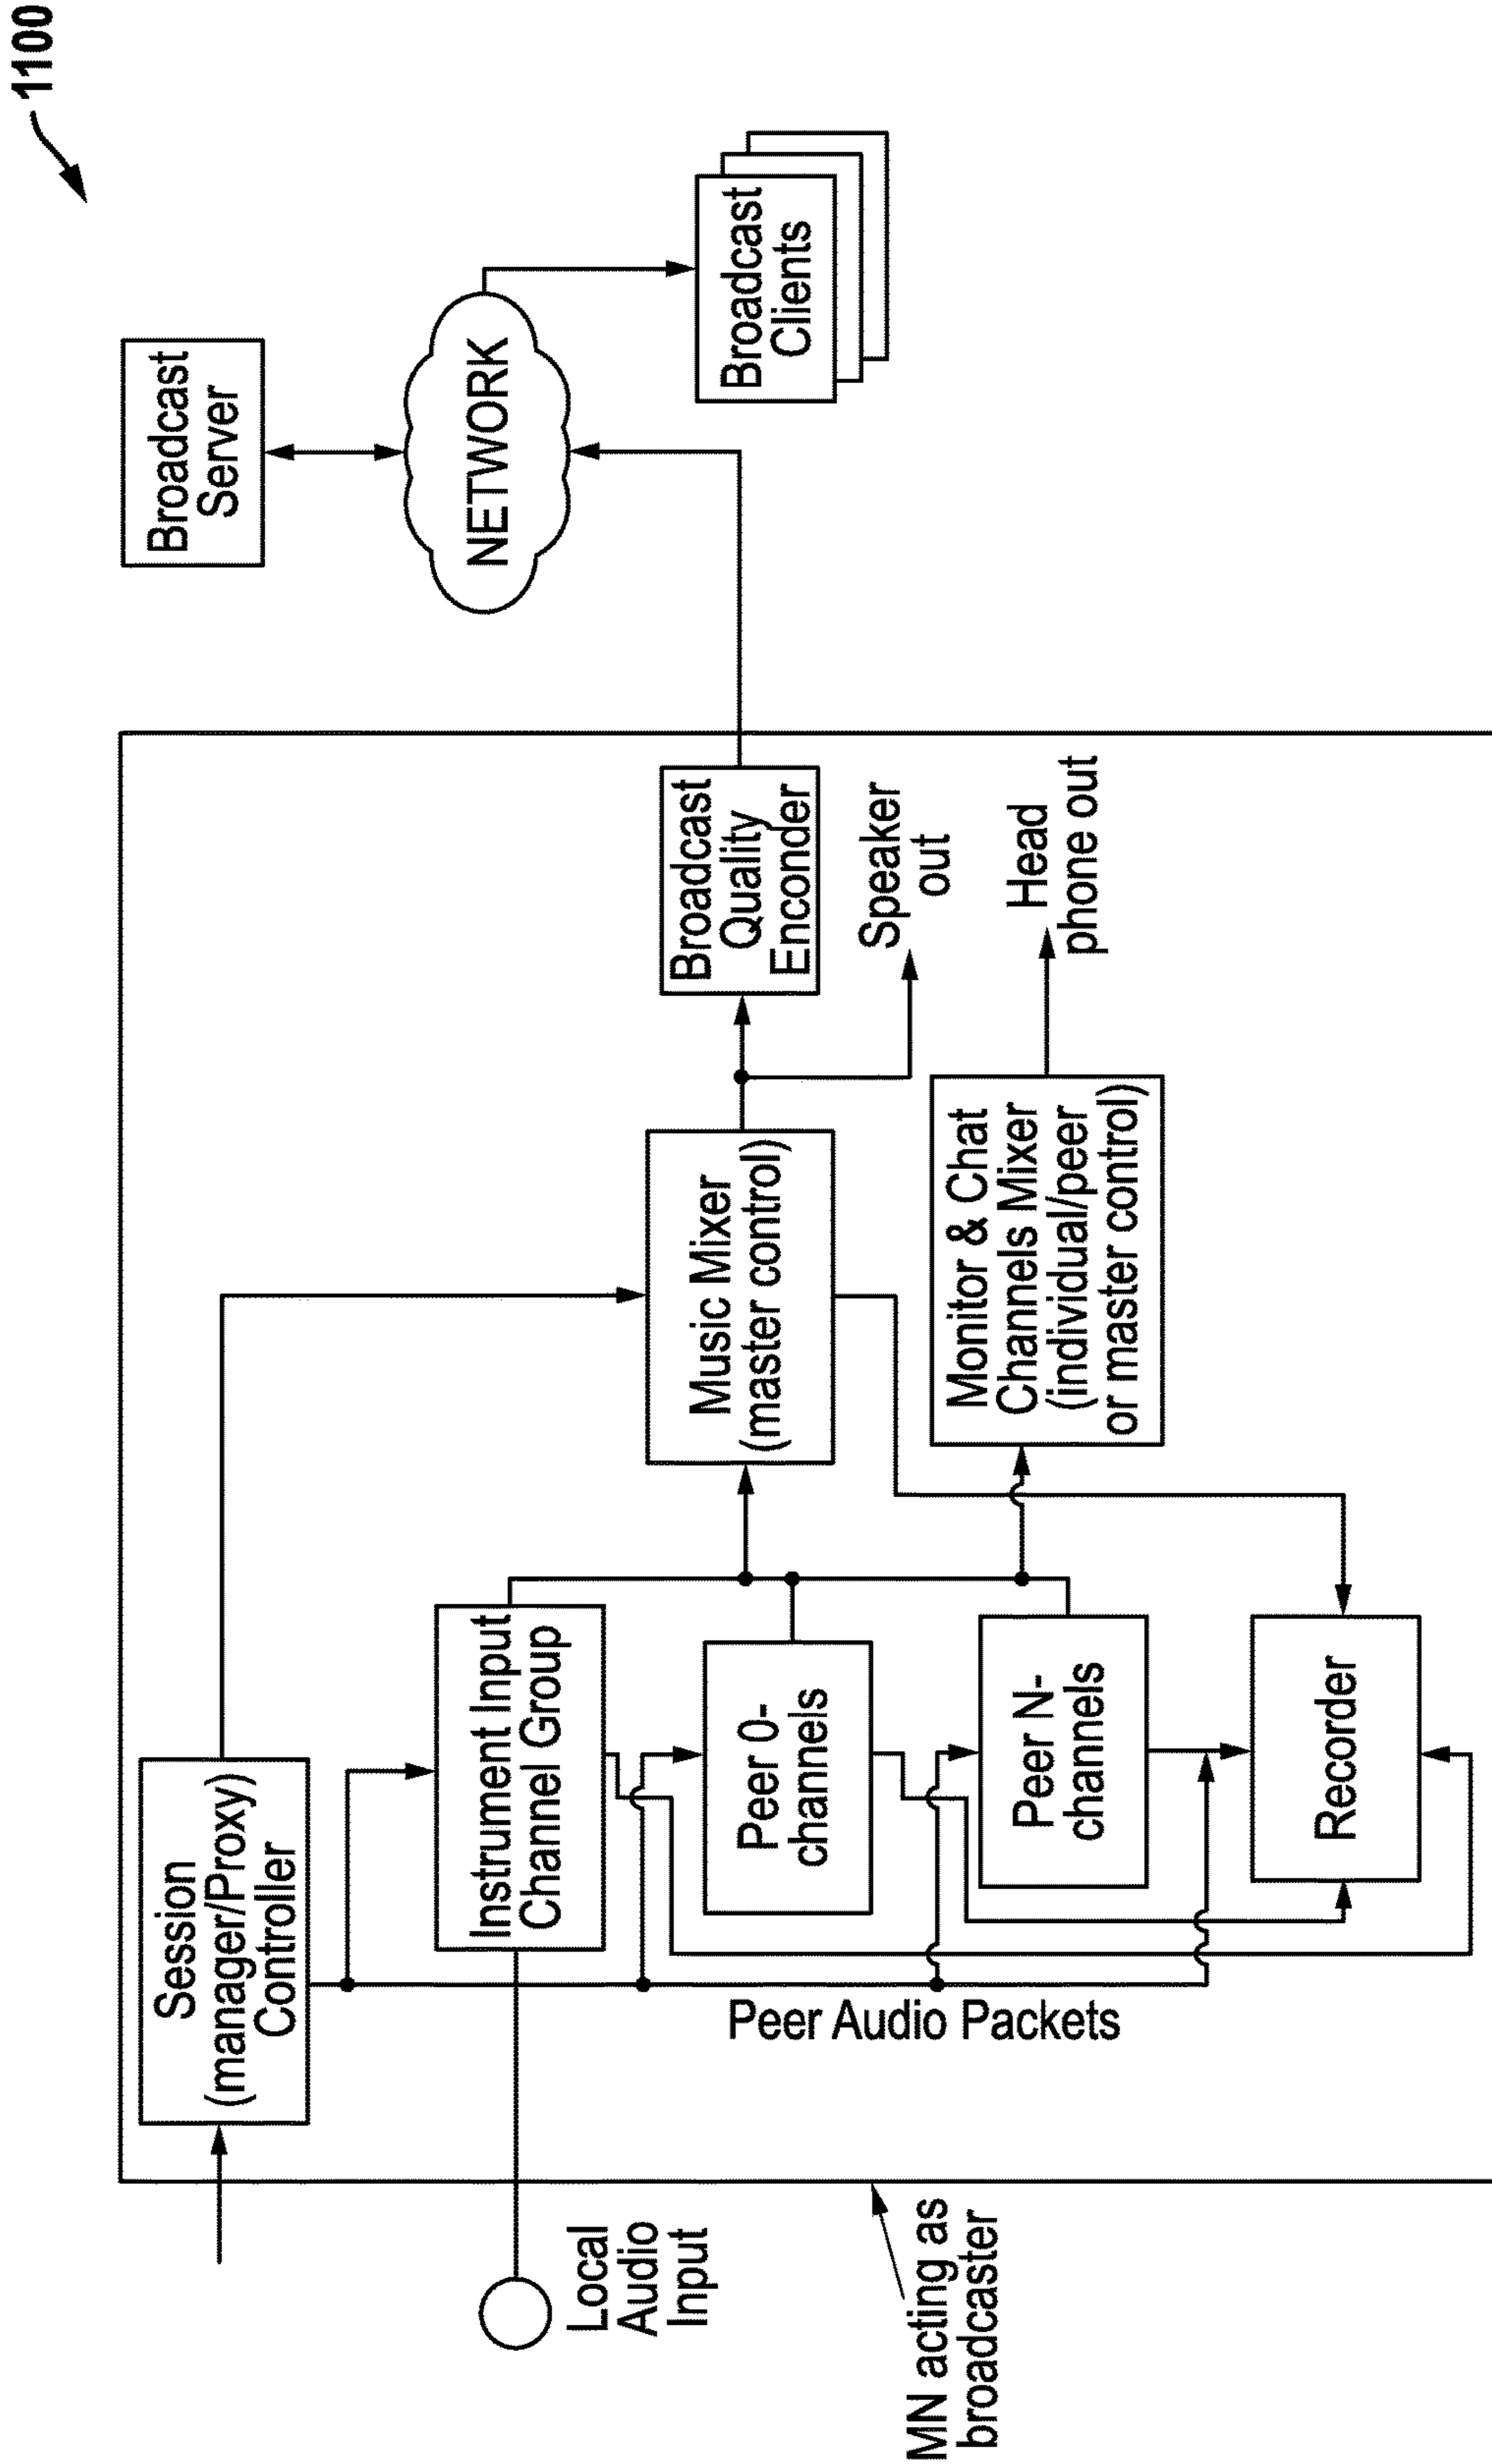 1100
Broadcast
Server
NETWORK
Broadcast
Clients
Session
(manager/Proxy)
Controller
Instrument Input
Channel Group
Music Mixer
(master control)
Broadcast
Quality
Enconder
Speaker
out
Head
phone out
Monitor & Chat
Channels Mixer
(individual/peer
or master control)
Peer 0-
channels
Peer N-
channels
Recorder
Peer Audio Packets
Local
Audio
Input
MN acting as
broadcaster